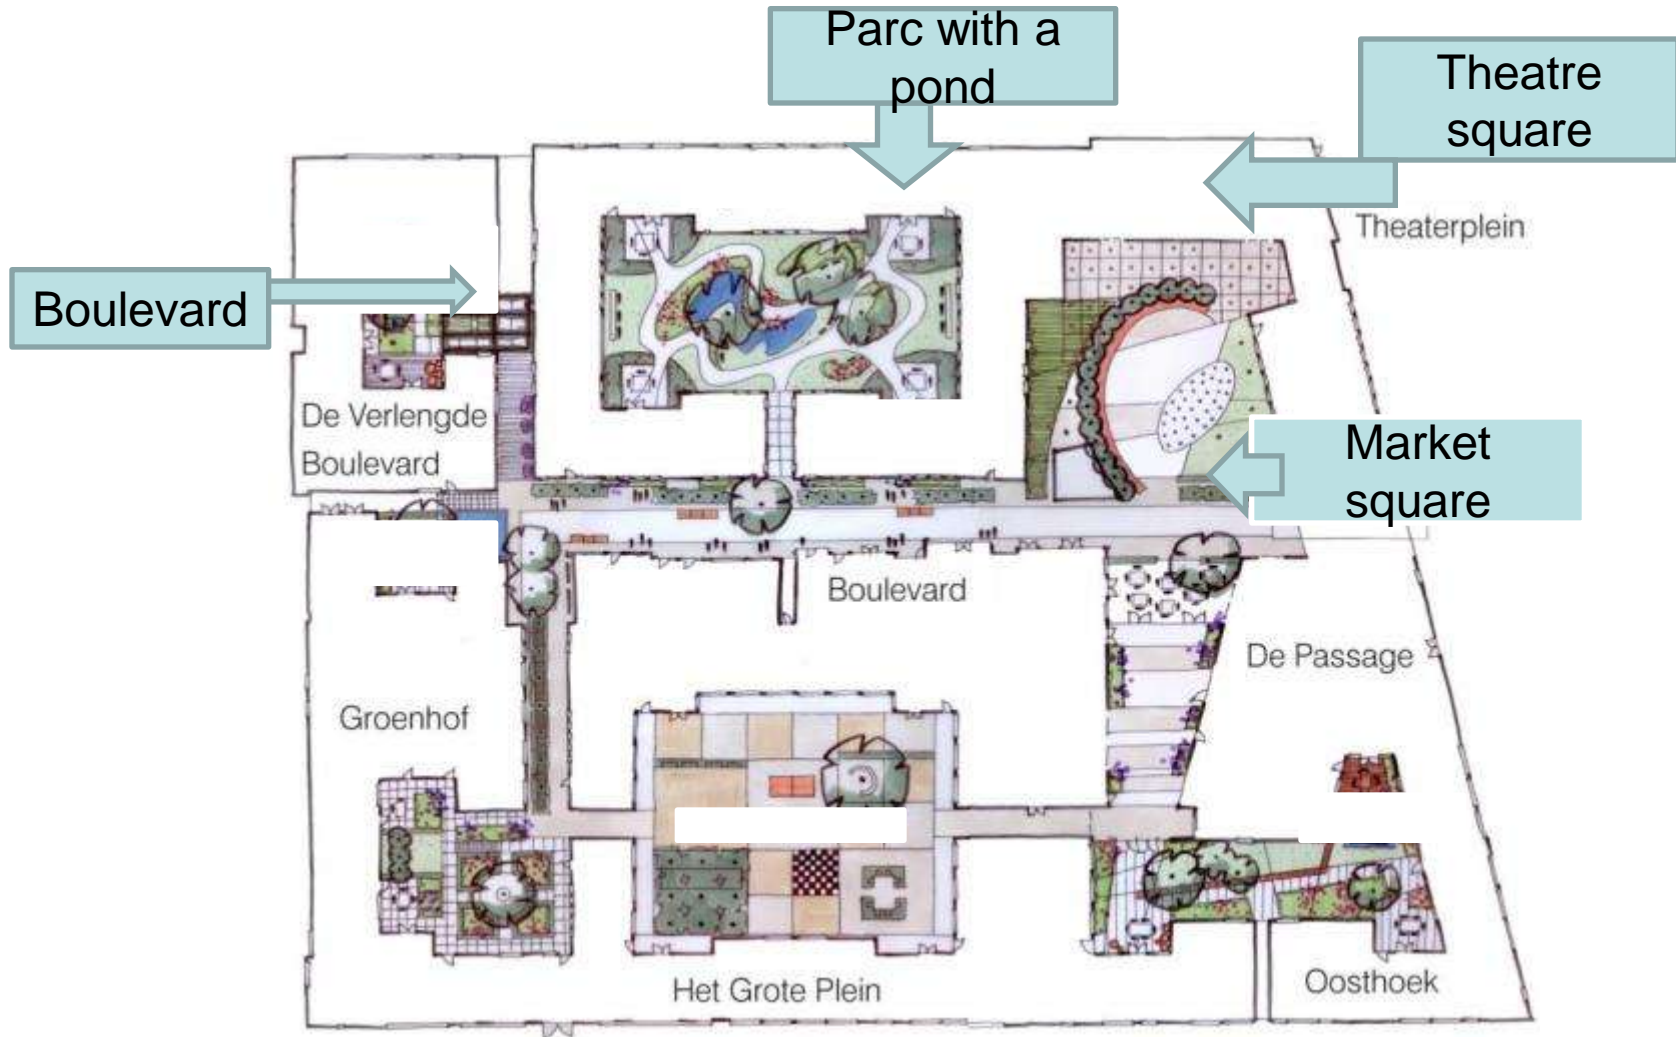 Parc with a
pond
Theatre
square
Theaterplein
Boulevard
De Verlengde
Boulevard
Market
square
Boulevard
De Passage
Groenhof
Het Grote Plein
Oosthoek